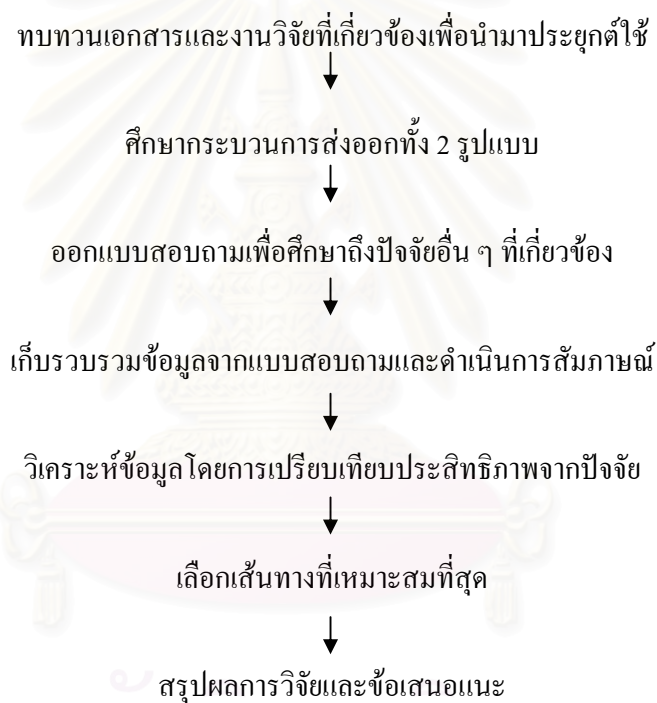 ทบทวนเอกสารและงานวิจัยที่เกี่ยวข้องเพื่อนำมาประยุกต์ใช้
ศึกษากระบวนการส่งออกทั้ง 2 รูปแบบ
ออกแบบสอบถามเพื่อศึกษาถึงปัจจัยอื่น ๆ ที่เกี่ยวข้อง
เก็บรวบรวมข้อมูลจากแบบสอบถามและดำเนินการสัมภาษณ์
วิเคราะห์ข้อมูลโดยการเปรียบเทียบประสิทธิภาพจากปัจจัย
เลือกเส้นทางที่เหมาะสมที่สุด
สรุปผลการวิจัยและข้อเสนอแนะ